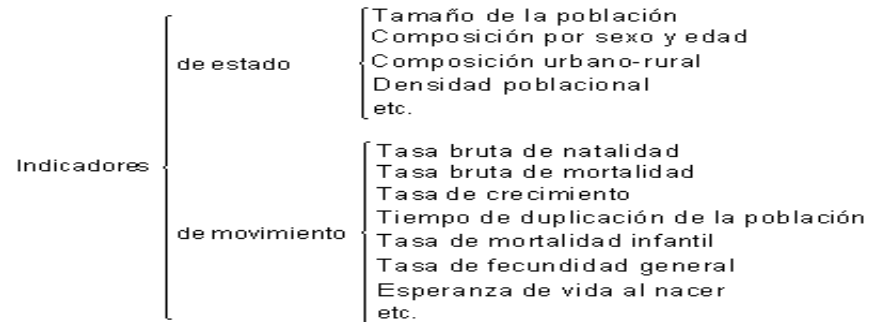 Indicadores
de estado
Tamaño de la población
Composición por sexo y edad
Composición urbano-rural
Densidad poblacional
etc.
de movimiento
Tasa bruta de natalidad
Tasa bruta de mortalidad
Tasa de crecimiento
Tiempo de duplicación de la población
Tasa de mortalidad infantil
Tasa de fecundidad general
Esperanza de vida al nacer
etc.